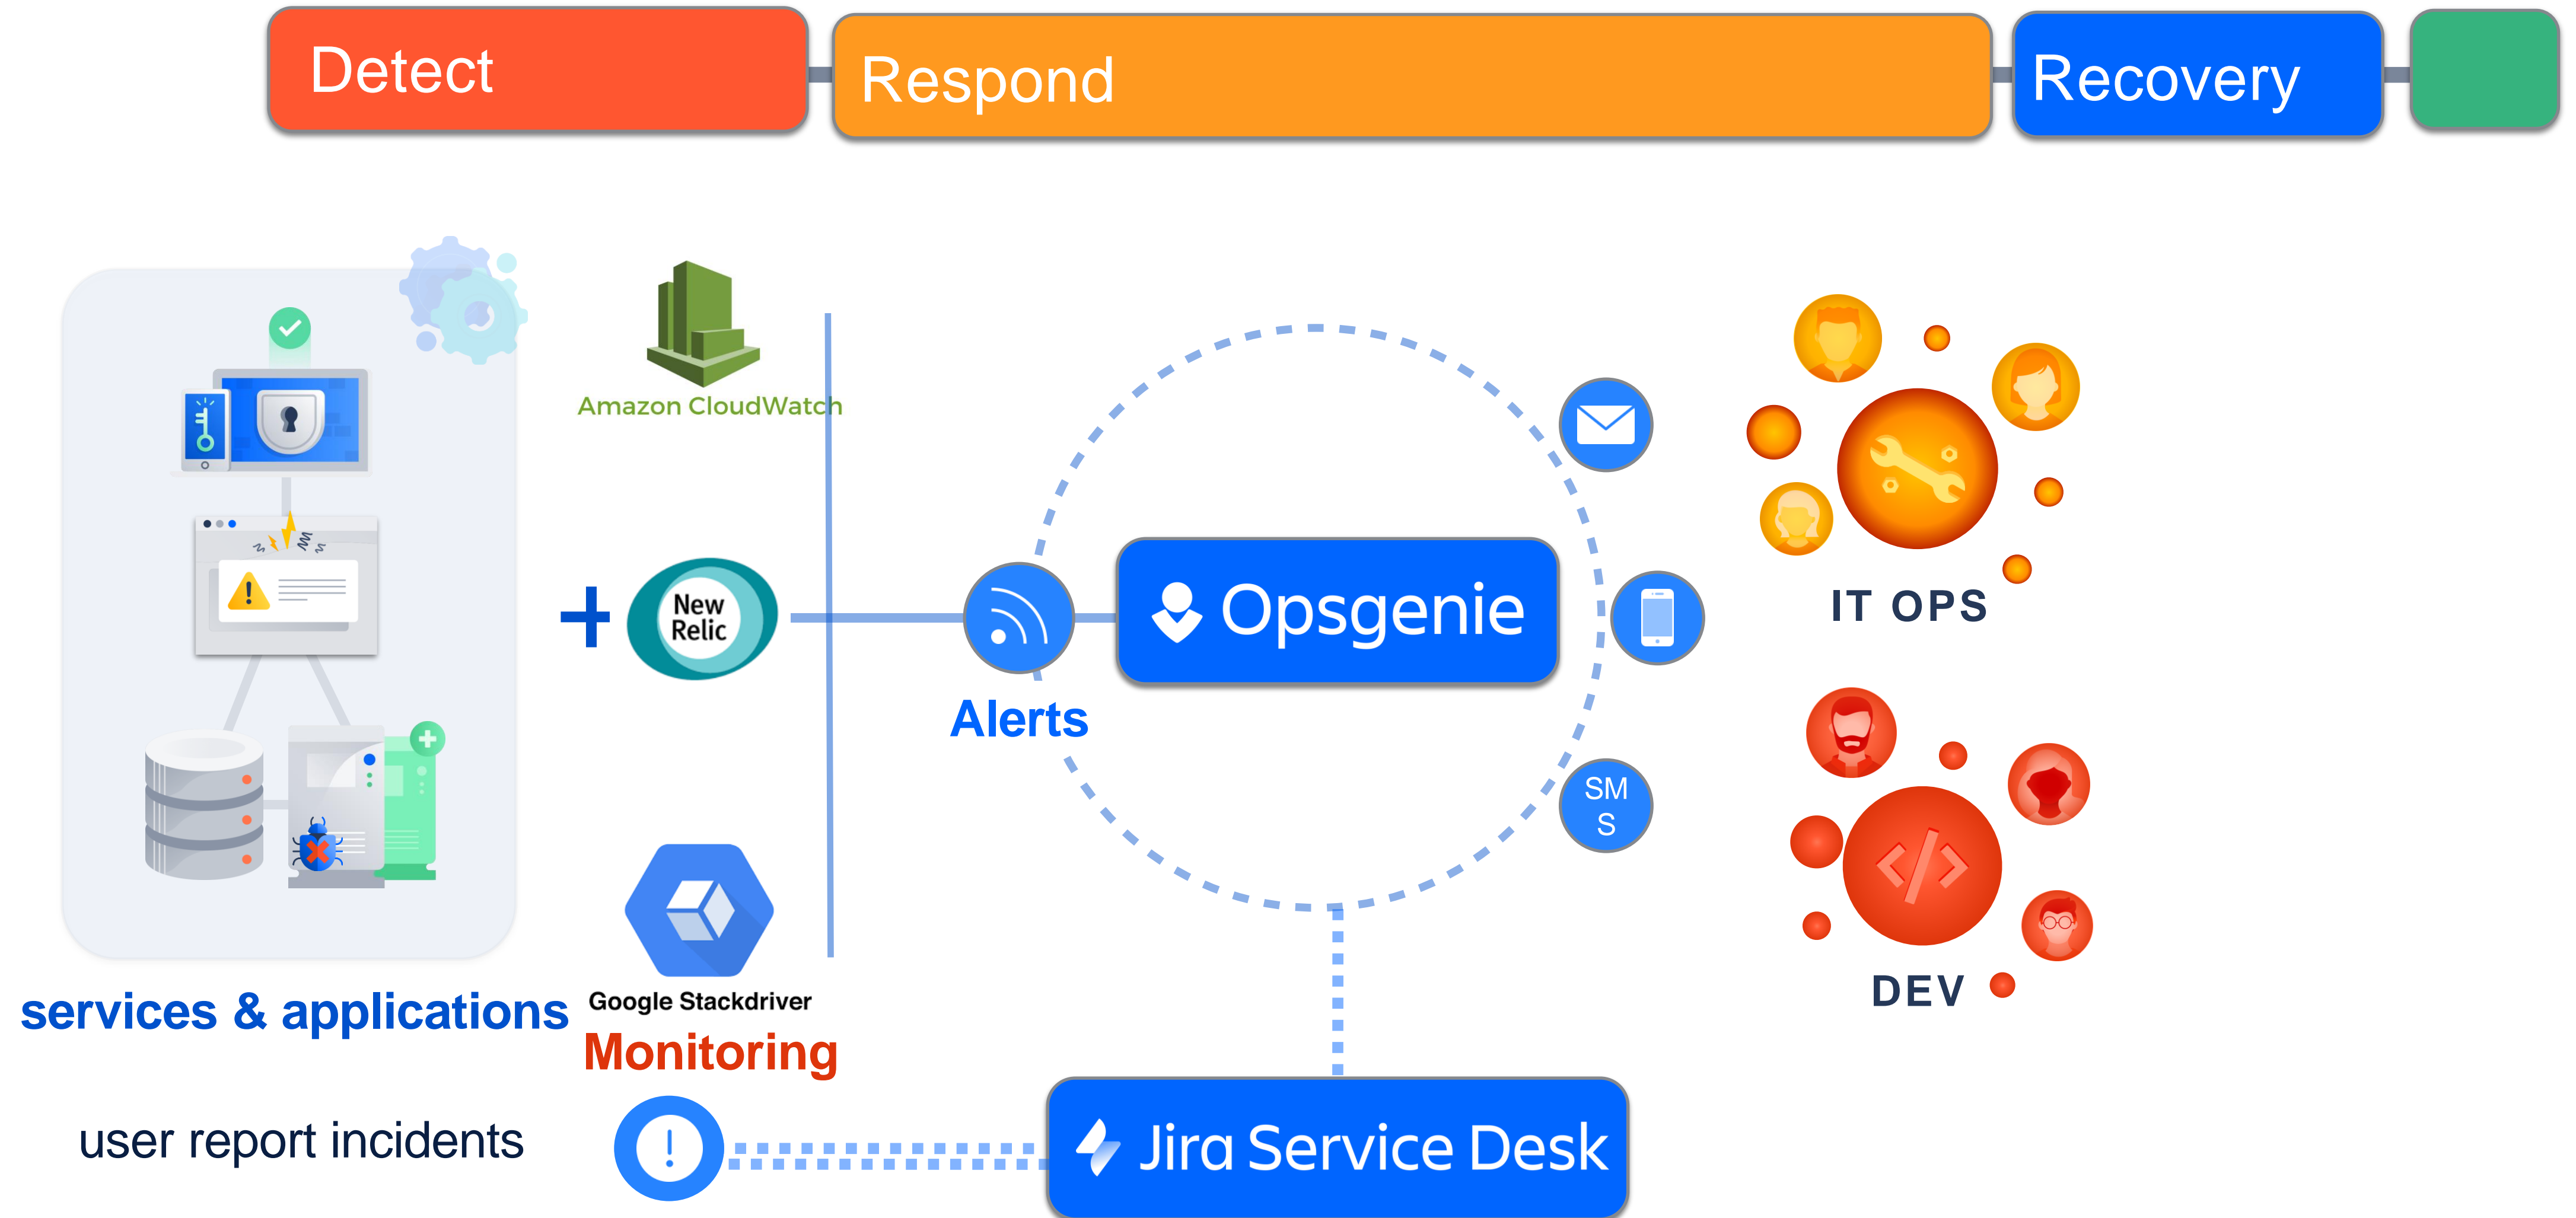 Detect
Respond
Recovery
Amazon CloudWatch
New
Relic
Opsgenie
Alerts
SM
S
IT OPS
DEV
services & applications
Google Stackdriver
Monitoring
user report incidents
Jira Service Desk